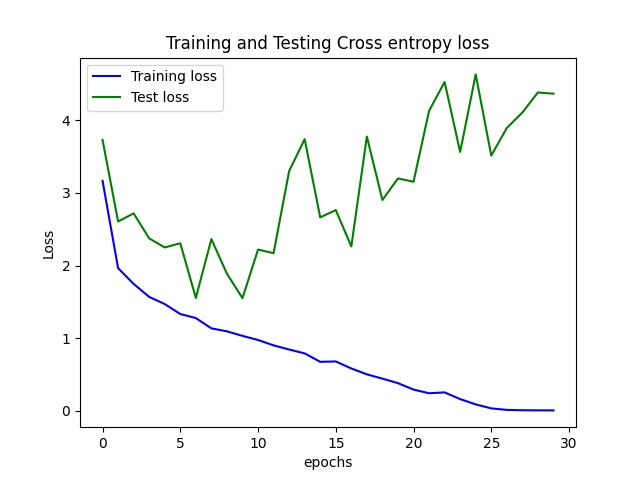 Training and Testing Cross entropy loss
Training loss
Test loss
4
3
2
1
0
Loss
0 5 10 15 20 25 30
epochs